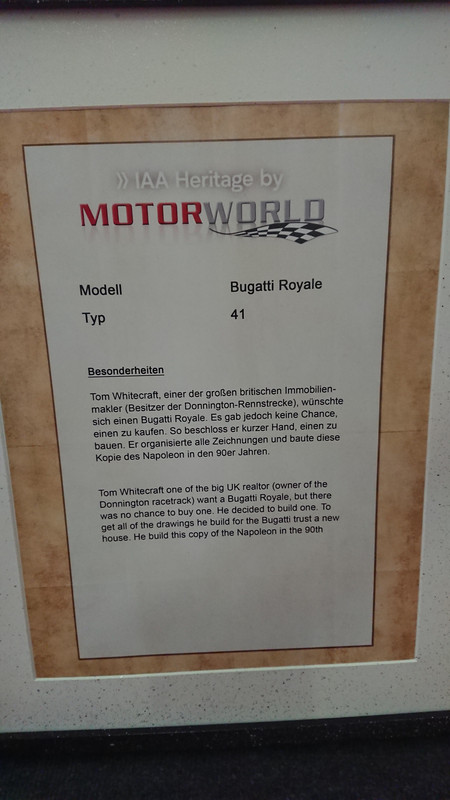 » IAA Heritage by
MOTORWORLD
Modell Bugatti Royale
Typ 41
Besonderheiten
Tom Whitecraft, einer der großen britischen Immobilien-
makler (Besitzer der Donnington-Rennstrecke), wünschte
sich einen Bugatti Royale. Es gab jedoch keine Chance,
einen zu kaufen. So beschloss er kurzer Hand, einen zu
bauen. Er organisierte alle Zeichnungen und baute diese
Kopie des Napoleon in den 90er Jahren.
Tom Whitecraft one of the big UK realtor (owner of the
Donnington racetrack) want a Bugatti Royale, but there
was no chance to buy one. He decided to build one. To
get all of the drawings he build for the Bugatti trust a new
house. He build this copy of the Napoleon in the 90th